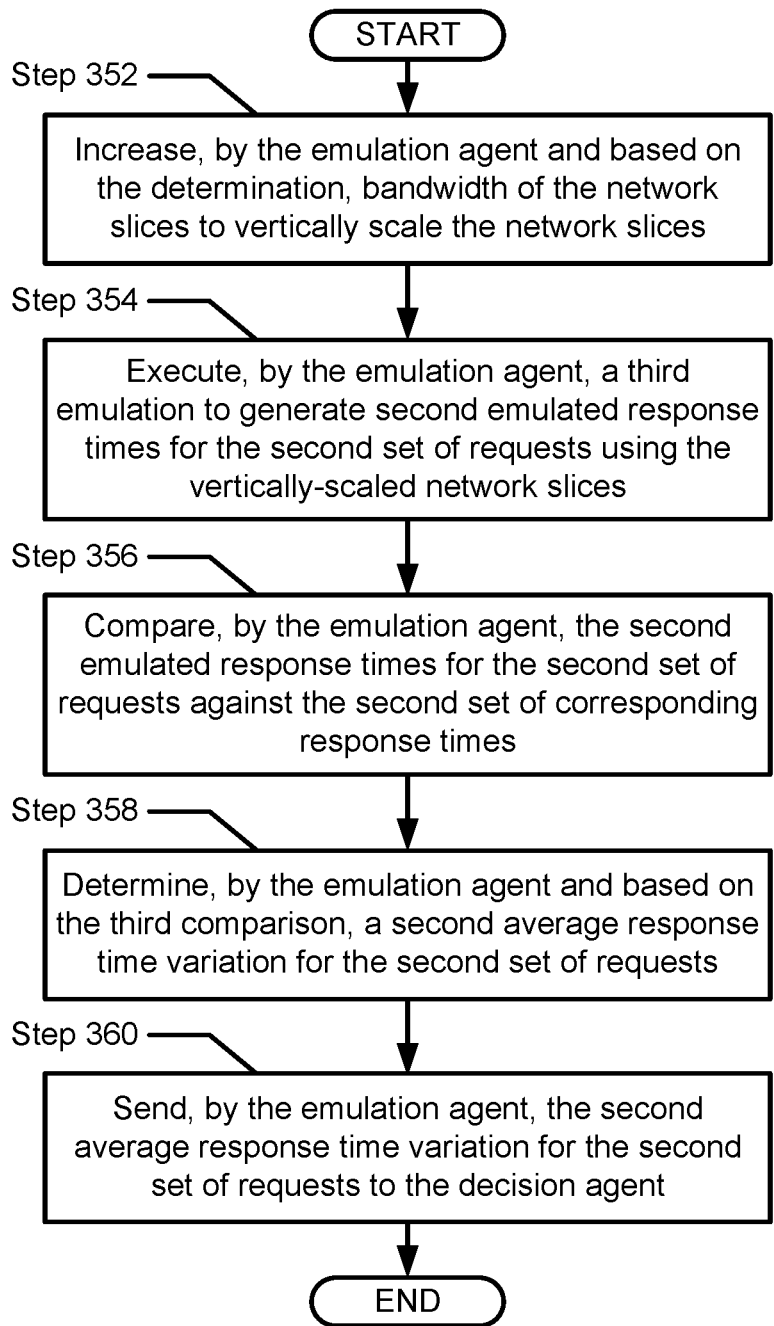 START
Step 352
Increase, by the emulation agent and based on
the determination, bandwidth of the network
slices to vertically scale the network slices
Step 354
Execute, by the emulation agent, a third
emulation to generate second emulated response
times for the second set of requests using the
vertically-scaled network slices
Step 356
Compare, by the emulation agent, the second
emulated response times for the second set of
requests against the second set of corresponding
response times
Step 358
Determine, by the emulation agent and based on
the third comparison, a second average response
time variation for the second set of requests
Step 360
Send, by the emulation agent, the second
average response time variation for the second
set of requests to the decision agent
END